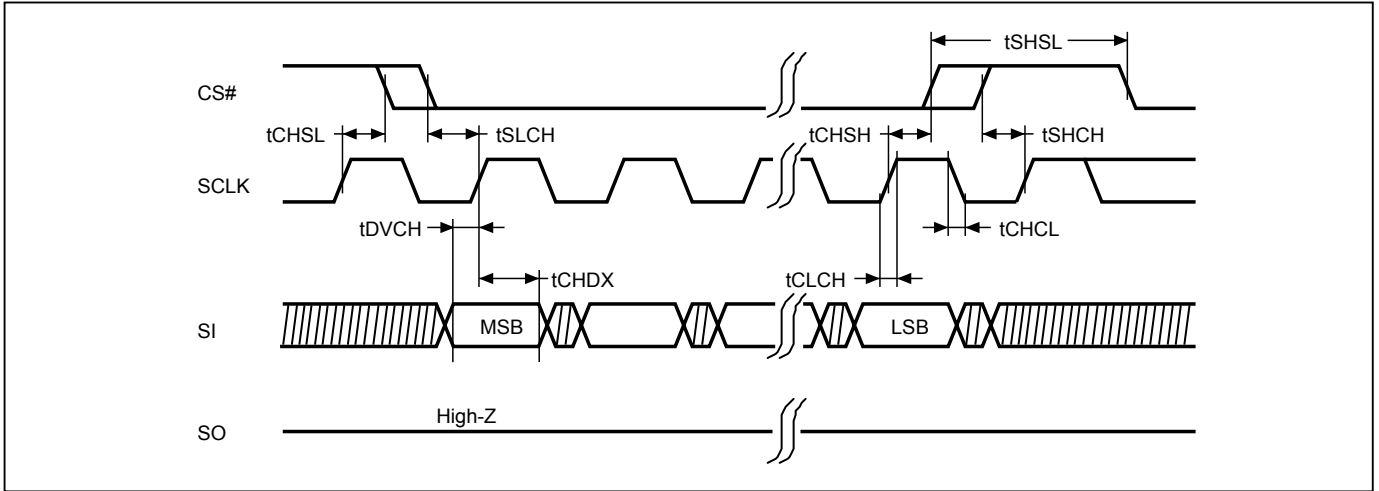 tSHSL
CS#
tCHSL
tSLCH
tCHSH
tSHCH
SCLK
tDVCH
tCHCL
tCHDX
tCLCH
SI
MSB
LSB
High-Z
SO